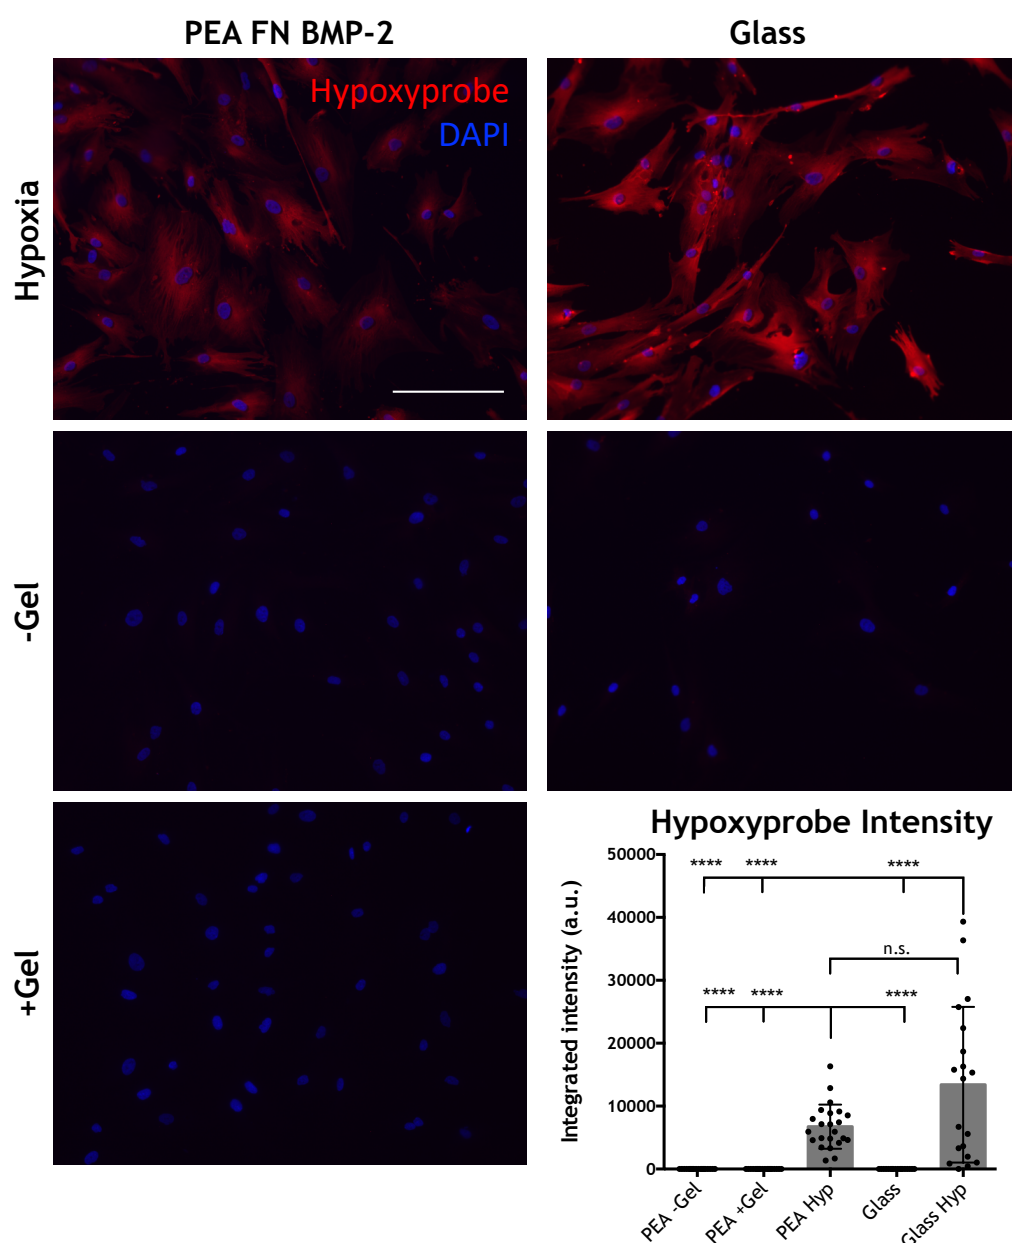 PEA FN BMP-2
Glass
Hypoxia
Hypoxyprobe
DAPI
-Gel
+Gel
Hypoxyprobe Intensity
Integrated intensity (a.u.)
50000
40000
30000
20000
10000
0
**** **** ****
n.s.
**** **** ****
PEA -Gel
PEA +Gel
PEA Hyp
Glass
Glass Hyp